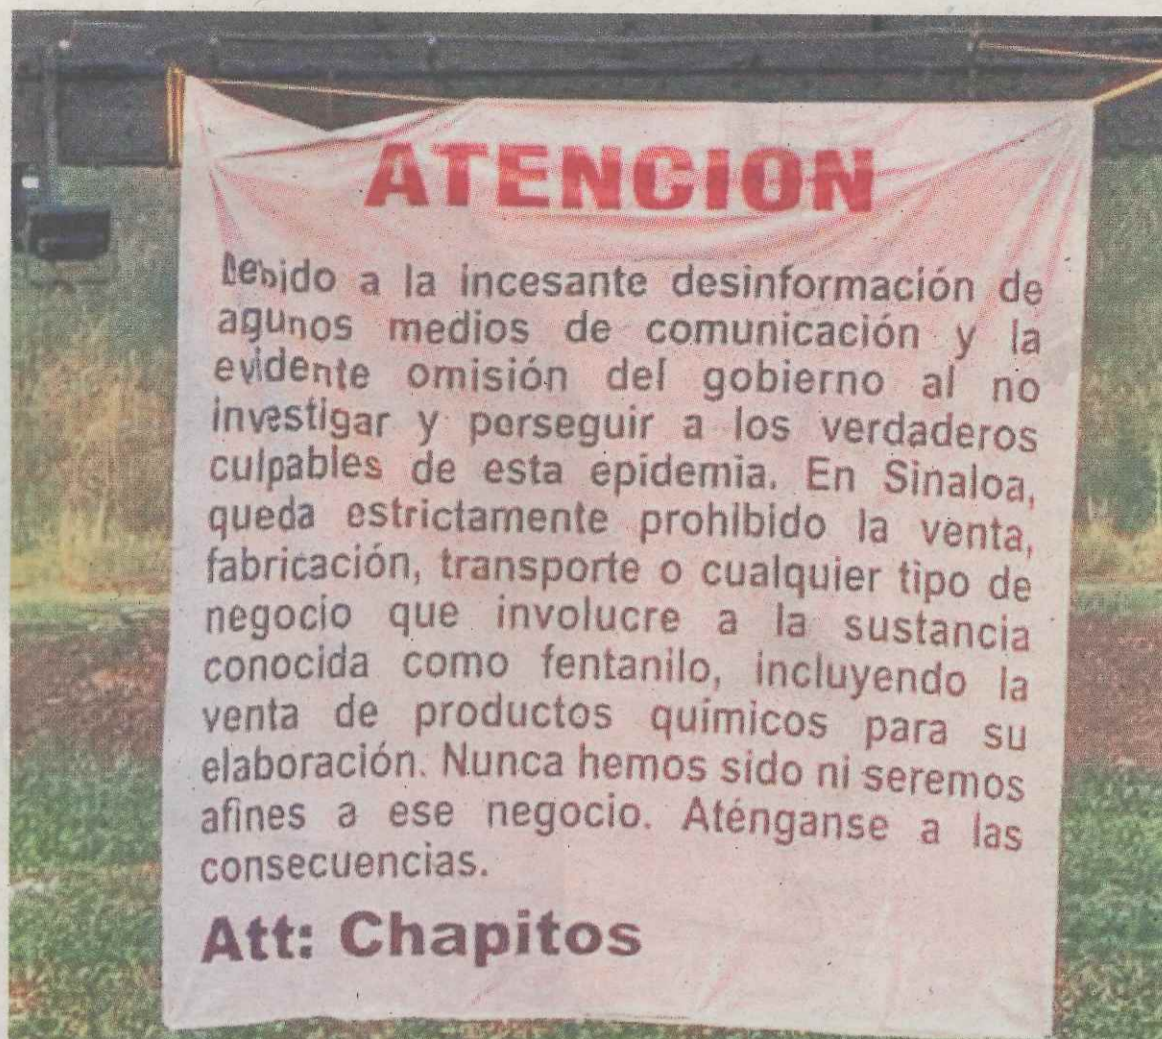 ATENCION
Debido a la incesante desinformación de
agunos medios de comunicación y la
evidente omisión del gobierno al no
investigar y perseguir a los verdaderos
culpables de esta epidemia. En Sinaloa,
queda estrictamente prohibido la venta,
fabricación, transporte o cualquier tipo de
negocio que involucre a la sustancia
conocida como fentanilo, incluyendo la
venta de productos químicos para su
elaboración. Nunca hemos sido ni seremos
afines a ese negocio. Aténganse a las
consecuencias.
Att: Chapitos